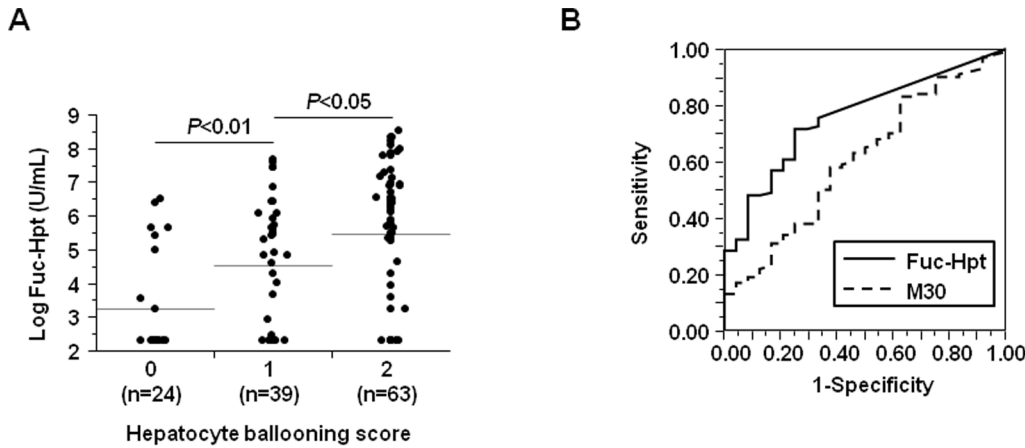 A
Log Fuc-Hpt (U/mL)
9
8
7
6
5
4
3
2
P<0.01
P<0.05
0
1
2
(n=24)
(n=39)
(n=63)
Hepatocyte ballooning score
B
Sensitivity
1.00
0.80
0.60
0.40
0.20
0.00
Fuc-Hpt
M30
0.00 0.20 0.40 0.60 0.80 1.00
1-Specificity